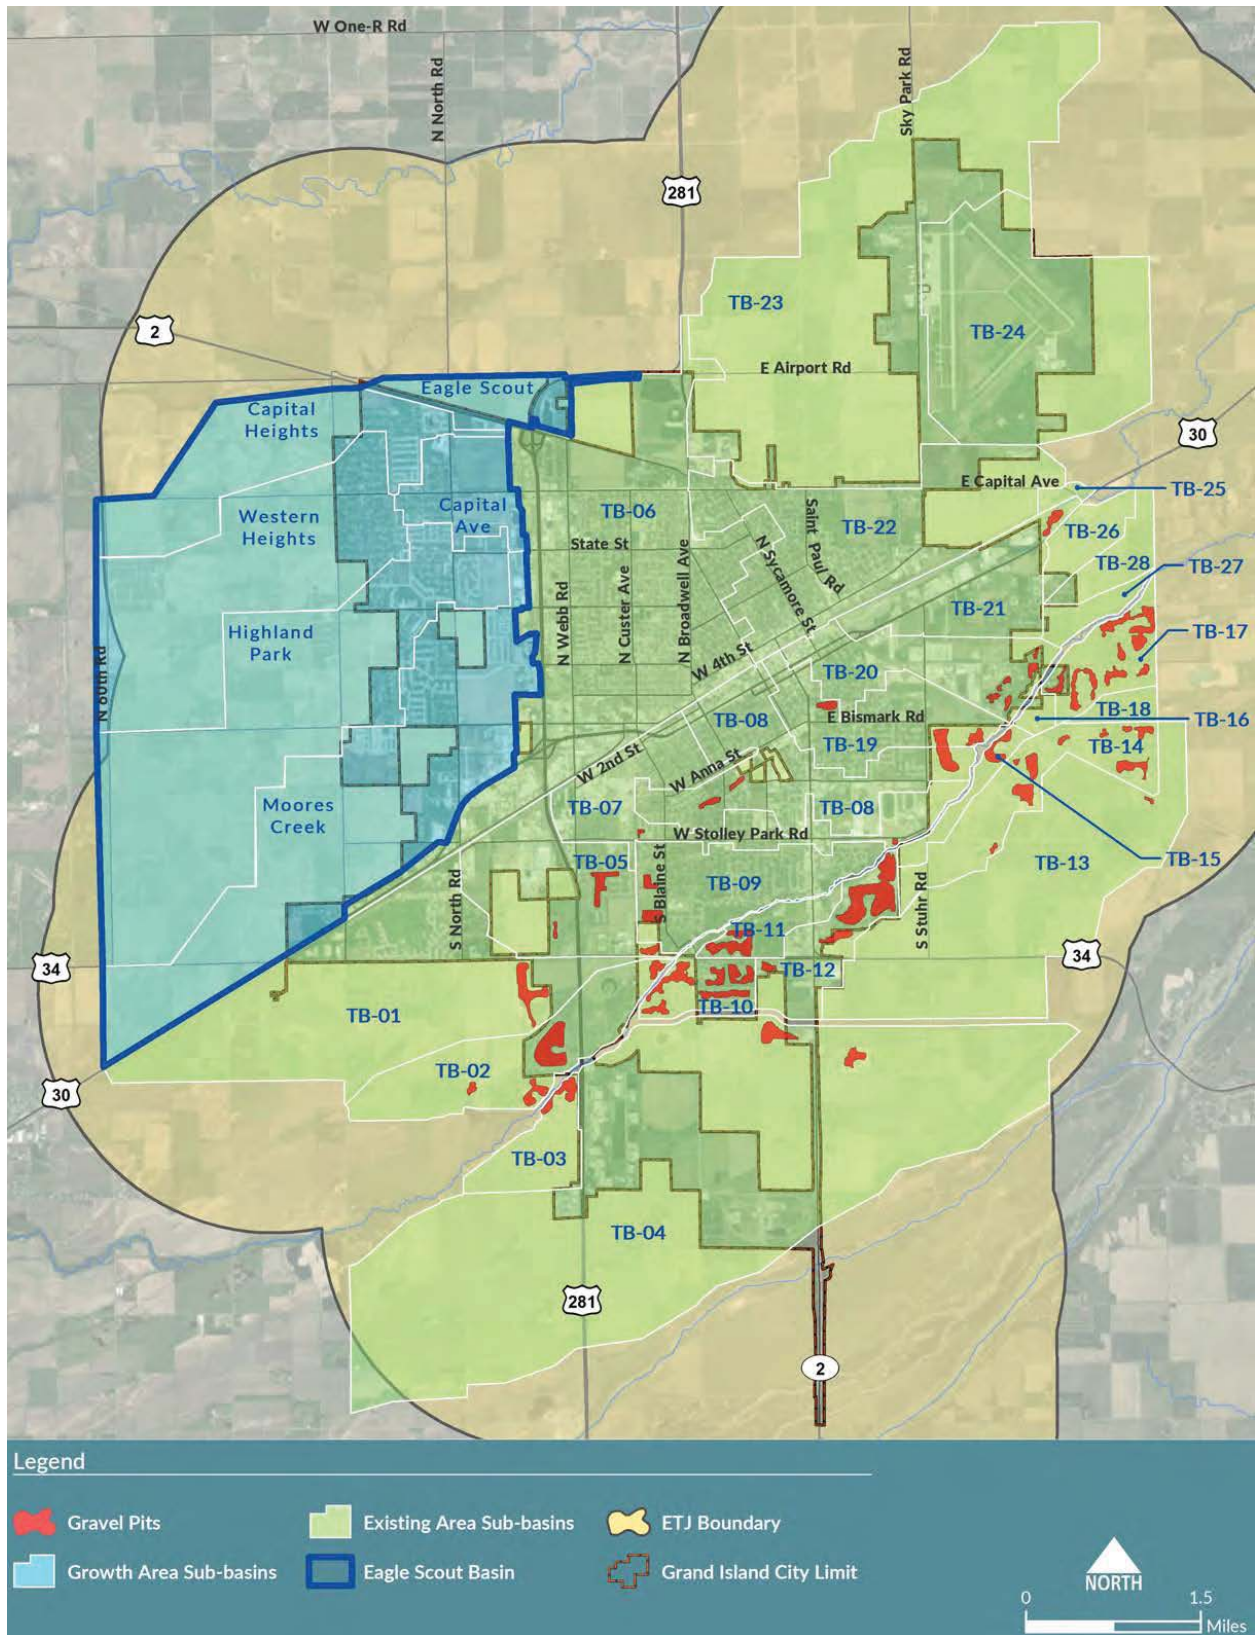 W One-R Rd
N North Rd
Sky Park Rd
281
TB-23
2
TB-24
E Airport Rd
Eagle Scout
Capital
Heights
30
E Capital Ave
TB-25
Western
Heights
Capital
Ave
TB-06
Saint Paul Rd
TB-22
TB-26
State St
N Sycamore St
TB-28
TB-27
N Webb Rd
N Custer Ave
N Broadwell Ave
TB-21
Highland
Park
TB-17
W 4th St
TB-20
N 60th Rd
TB-08
E Bismark Rd
TB-18
TB-16
TB-19
TB-14
W 2nd St
W Anna St
Moores
Creek
TB-07
TB-08
W Stolley Park Rd
TB-05
TB-13
TB-15
S North Rd
S Blaine St
TB-09
S Stuhr Rd
TB-11
34
34
TB-12
TB-01
TB-10
TB-02
30
TB-03
TB-04
281
2
Legend
Gravel Pits
Existing Area Sub-basins
ETJ Boundary
Growth Area Sub-basins
Eagle Scout Basin
Grand Island City Limit
NORTH
0
1.5
Miles